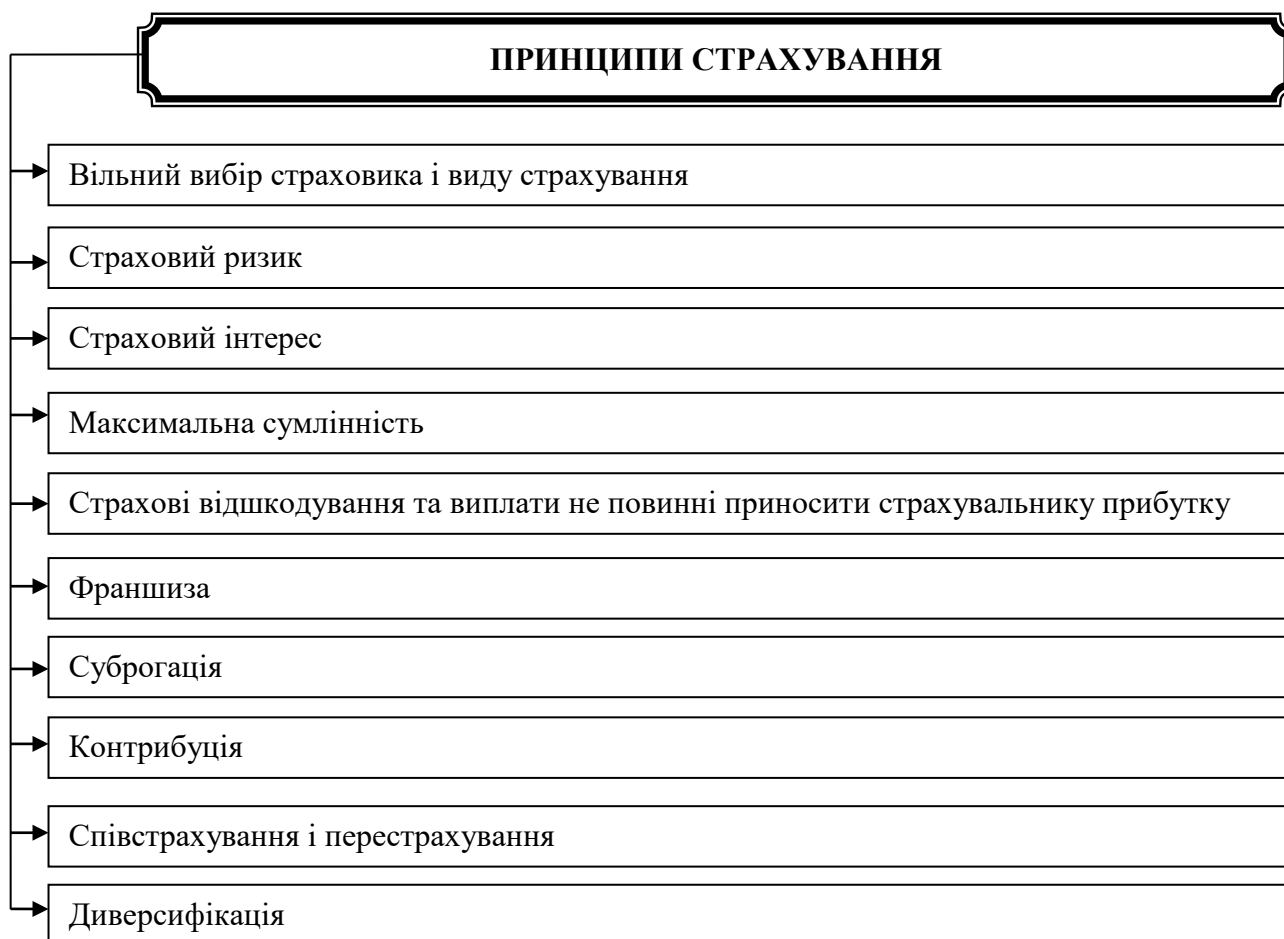 ПРИНЦИПИ СТРАХУВАННЯ
Вільний вибір страховика і виду страхування
Страховий ризик
Страховий інтерес
Максимальна сумлінність
Страхові відшкодування та виплати не повинні приносити страхувальнику прибутку
Франшиза
Суброгація
Контрибуція
Співстрахування і перестрахування
Диверсифікація